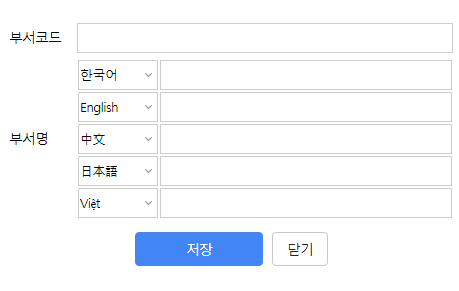 부서코드
한국어
English
부서명
中文
日本語
Việt
저장 닫기